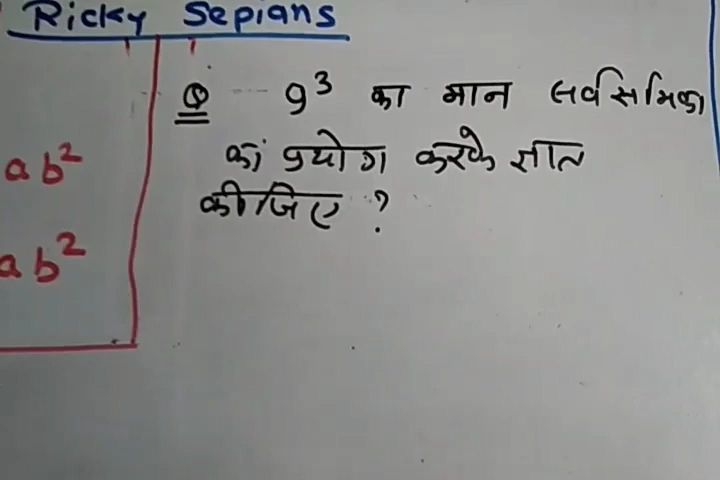 Ricky Sepians
Q 9³ का मान सर्वसमिका
ab²
का प्रयोग करके ज्ञात
कीजिए ?
ab²